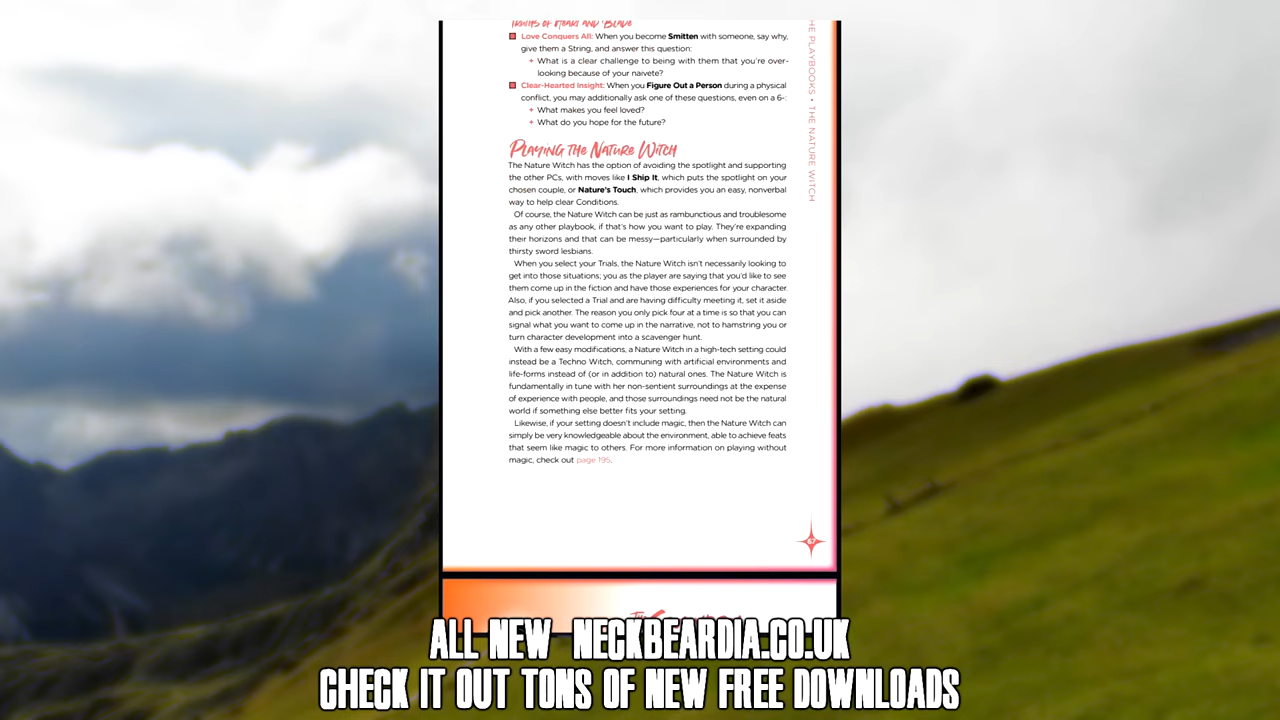 Truths of Heart and Blade
Love Conquers All: When you become Smitten with someone, say why,
give them a String, and answer this question:
+ What is a clear challenge to being with them that you're over-
looking because of your naivete?
Clear-Hearted Insight: When you Figure Out a Person during a physical
conflict, you may additionally ask one of these questions, even on a 6-:
+ What makes you feel loved?
+ What do you hope for the future?
Playing the Nature Witch
The Nature Witch has the option of avoiding the spotlight and supporting
the other PCs, with moves like I Ship It, which puts the spotlight on your
chosen couple, or Nature's Touch, which provides you an easy, nonverbal
way to help clear Conditions.
Of course, the Nature Witch can be just as rambunctious and troublesome
as any other playbook, if that's how you want to play. They're expanding
their horizons and that can be messy—particularly when surrounded by
thirsty sword lesbians.
When you select your Trials, the Nature Witch isn't necessarily looking to
get into those situations; you as the player are saying that you'd like to see
them come up in the fiction and have those experiences for your character.
Also, if you selected a Trial and are having difficulty meeting it, set it aside
and pick another. The reason you only pick four at a time is so that you can
signal what you want to come up in the narrative, not to hamstring you or
turn character development into a scavenger hunt.
With a few easy modifications, a Nature Witch in a high-tech setting could
instead be a Techno Witch, communing with artificial environments and
life-forms instead of (or in addition to) natural ones. The Nature Witch is
fundamentally in tune with her non-sentient surroundings at the expense
of experience with people, and those surroundings need not be the natural
world if something else better fits your setting.
Likewise, if your setting doesn't include magic, then the Nature Witch can
simply be very knowledgeable about the environment, able to achieve feats
that seem like magic to others. For more information on playing without
magic, check out page 195.
HE PLAYBOOKS • THE NATURE WITCH
67
ALL NEW NECKBEARDIA.CO.UK
CHECK IT OUT TONS OF NEW FREE DOWNLOADS